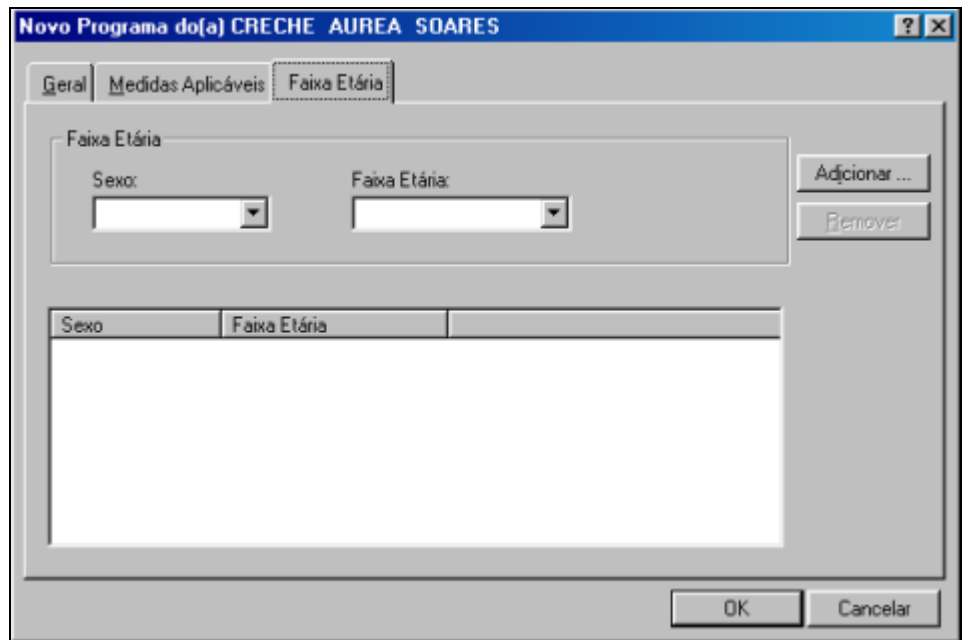 Novo Programa do(a) CRECHE AUREA SOARES
Geral Medidas Aplicáveis Faixa Etária
Faixa Etária
Sexo: Faixa Etária:
Adicionar ...
Remover
Sexo Faixa Etária
OK Cancelar